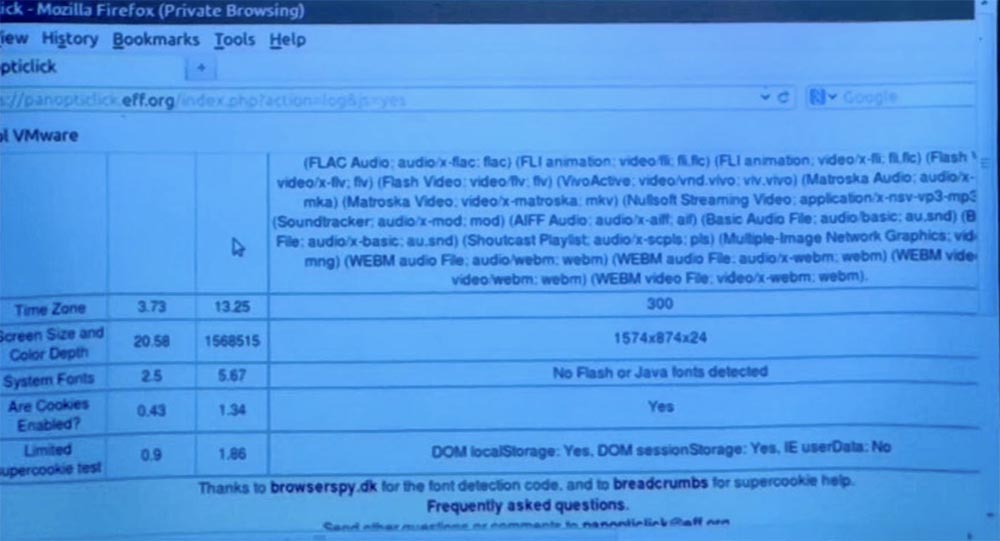 lick - Mozilla Firefox (Private Browsing)
iew History Bookmarks Tools Help
pticlick
+
s://panopticlick.eff.org/index.php?action=log&js=yes
Google
ol VMware
(FLAC Audio; audio/x-flac; flac) (FLI animation; video/fli; fli,flc) (FLI animation; video/x-fli; fli,flc) (Flash V
video/x-flv; flv) (Flash Video; video/flv; flv) (VivoActive; video/vnd.vivo; viv,vivo) (Matroska Audio; audio/x-
mka) (Matroska Video; video/x-matroska; mkv) (Nullsoft Streaming Video; application/x-nsv-vp3-mp3
(Soundtracker; audio/x-mod; mod) (AIFF Audio; audio/x-aiff; aif) (Basic Audio File; audio/basic; au,snd) (B
File; audio/x-basic; au,snd) (Shoutcast Playlist; audio/x-scpls; pls) (Multiple-Image Network Graphics; vid
mng) (WEBM audio File; audio/webm; webm) (WEBM audio File; audio/x-webm; webm) (WEBM vide
video/webm; webm) (WEBM video File; video/x-webm; webm).
Time Zone 3.73 13.25 300
Screen Size and
Color Depth 20.58 1568515 1574x874x24
System Fonts 2.5 5.67 No Flash or Java fonts detected
Are Cookies
Enabled? 0.43 1.34 Yes
Limited
supercookie test 0.9 1.86 DOM localStorage: Yes, DOM sessionStorage: Yes, IE userData: No
Thanks to browserspy.dk for the font detection code, and to breadcrumbs for supercookie help.
Frequently asked questions.
Send other questions or comments to panopticlick@eff.org